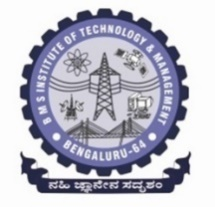 B M S INSTITUTE OF TECHNOLOGY & MANAGEMENT
• BENGALURU-64 •
ನಹಿ ಜ್ಞಾನೇನ ಸದೃಶಂ